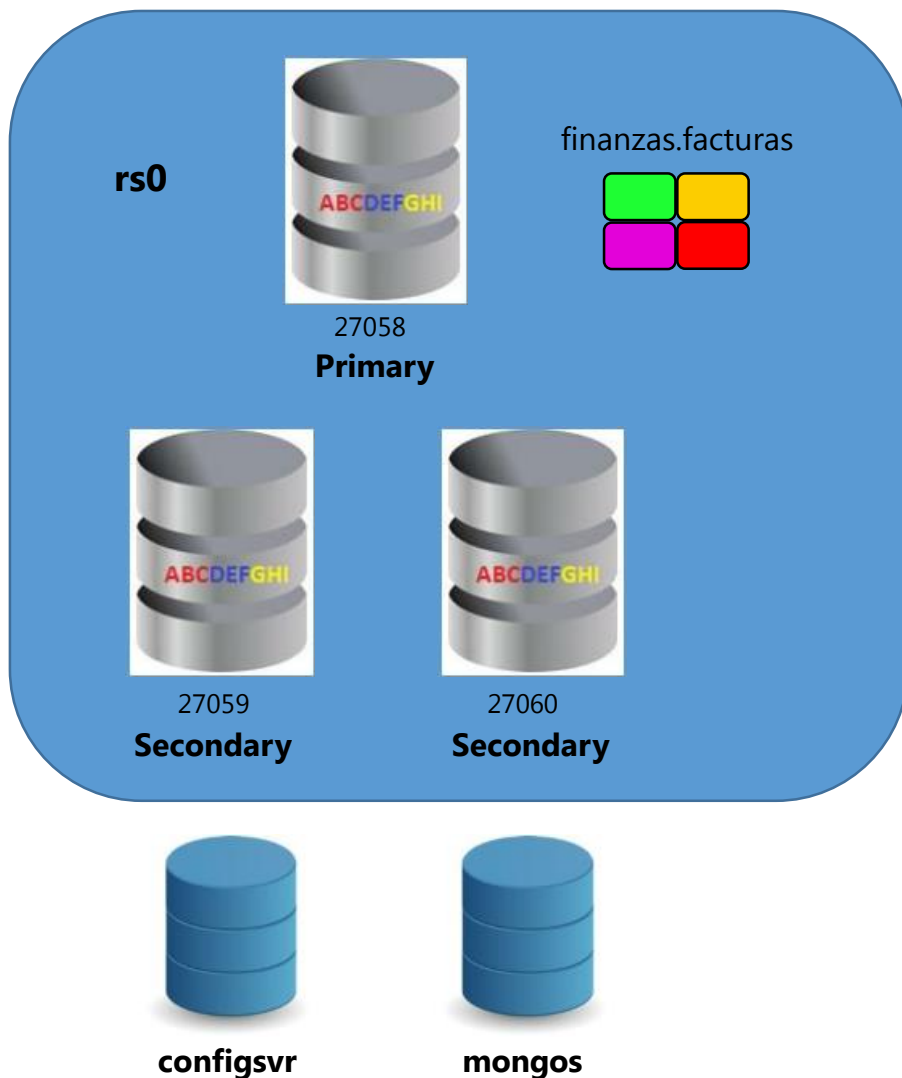 finanzas.facturas
rs0
ABCDEFGHI
27058
Primary
ABCDEFGHI
ABCDEFGHI
27059
27060
Secondary
Secondary
configsvr
mongos